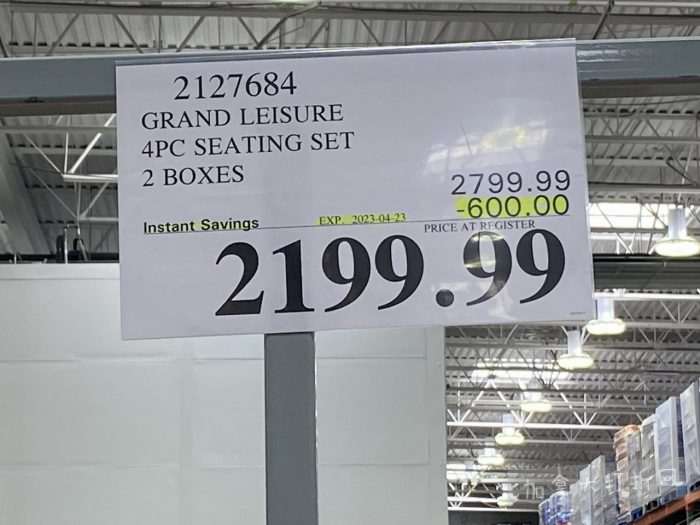 2127684
GRAND LEISURE
4PC SEATING SET
2 BOXES
2799.99
-600.00
Instant Savings EXP. 2023-04-23
PRICE AT REGISTER
2199.99